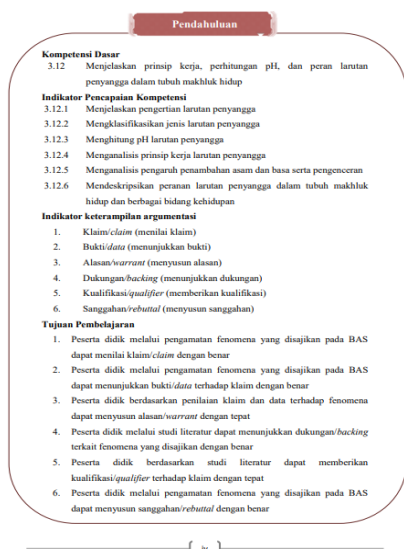 Pendahuluan
Kompetensi Dasar
3.12 Menjelaskan prinsip kerja, perhitungan pH, dan peran larutan
penyangga dalam tubuh makhluk hidup
Indikator Pencapaian Kompetensi
3.12.1 Menjelaskan pengertian larutan penyangga
3.12.2 Mengklasifikasikan jenis larutan penyangga
3.12.3 Menghitung pH larutan penyangga
3.12.4 Menganalisis prinsip kerja larutan penyangga
3.12.5 Menganalisis pengaruh penambahan asam dan basa serta pengenceran
3.12.6 Mendeskripsikan peranan larutan penyangga dalam tubuh makhluk
hidup dan berbagai bidang kehidupan
Indikator keterampilan argumentasi
1. Klaim/claim (menilai klaim)
2. Bukti/data (menunjukkan bukti)
3. Alasan/warrant (menyusun alasan)
4. Dukungan/backing (menunjukkan dukungan)
5. Kualifikasi/qualifier (memberikan kualifikasi)
6. Sanggahan/rebuttal (menyusun sanggahan)
Tujuan Pembelajaran
1. Peserta didik melalui pengamatan fenomena yang disajikan pada BAS
dapat menilai klaim/claim dengan benar
2. Peserta didik melalui pengamatan fenomena yang disajikan pada BAS
dapat menunjukkan bukti/data terhadap klaim dengan benar
3. Peserta didik berdasarkan penilaian klaim dan data terhadap fenomena
dapat menyusun alasan/warrant dengan tepat
4. Peserta didik melalui studi literatur dapat menunjukkan dukungan/backing
terkait fenomena yang disajikan dengan benar
5. Peserta didik berdasarkan studi literatur dapat memberikan
kualifikasi/qualifier terhadap klaim dengan tepat
6. Peserta didik melalui pengamatan fenomena yang disajikan pada BAS
dapat menyusun sanggahan/rebuttal dengan benar